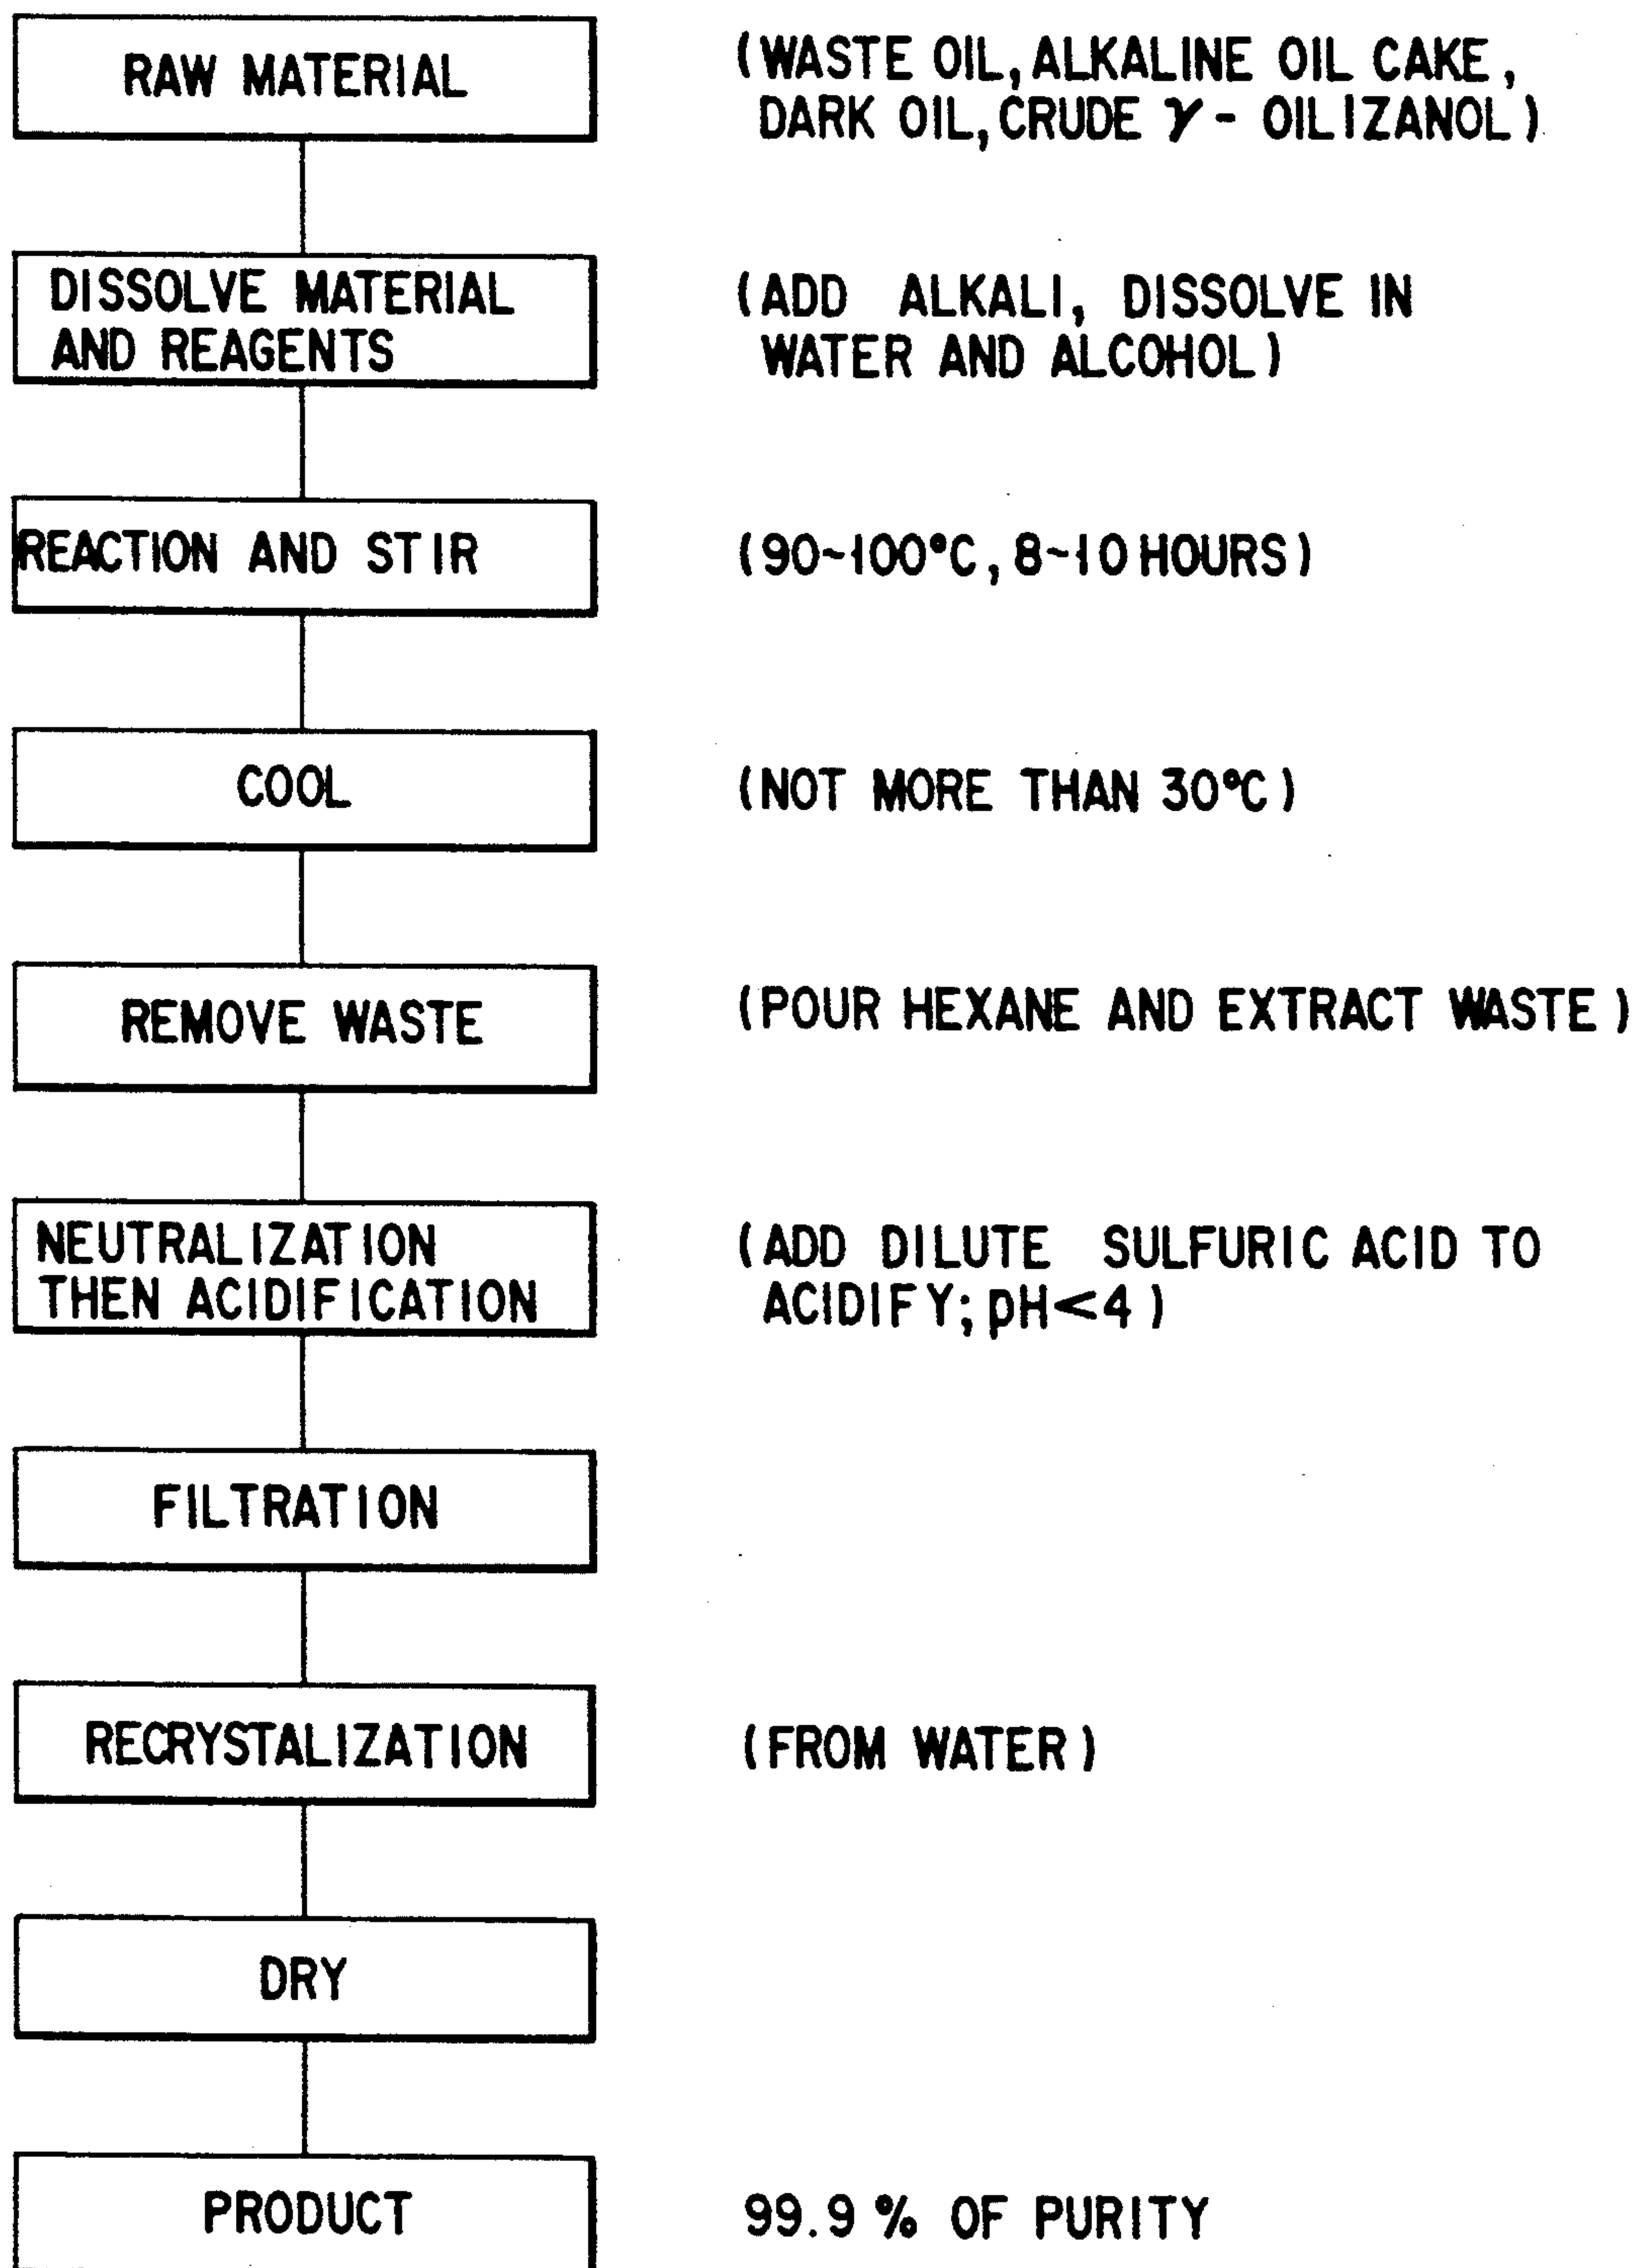 RAW MATERIAL
(WASTE OIL, ALKALINE OIL CAKE,
DARK OIL, CRUDE γ - OILIZANOL)
DISSOLVE MATERIAL
AND REAGENTS
(ADD ALKALI, DISSOLVE IN
WATER AND ALCOHOL)
REACTION AND STIR
(90~100°C, 8~10 HOURS)
COOL
(NOT MORE THAN 30°C)
REMOVE WASTE
(POUR HEXANE AND EXTRACT WASTE)
NEUTRALIZATION
THEN ACIDIFICATION
(ADD DILUTE SULFURIC ACID TO
ACIDIFY; pH<4)
FILTRATION
RECRYSTALIZATION
(FROM WATER)
DRY
PRODUCT
99.9 % OF PURITY